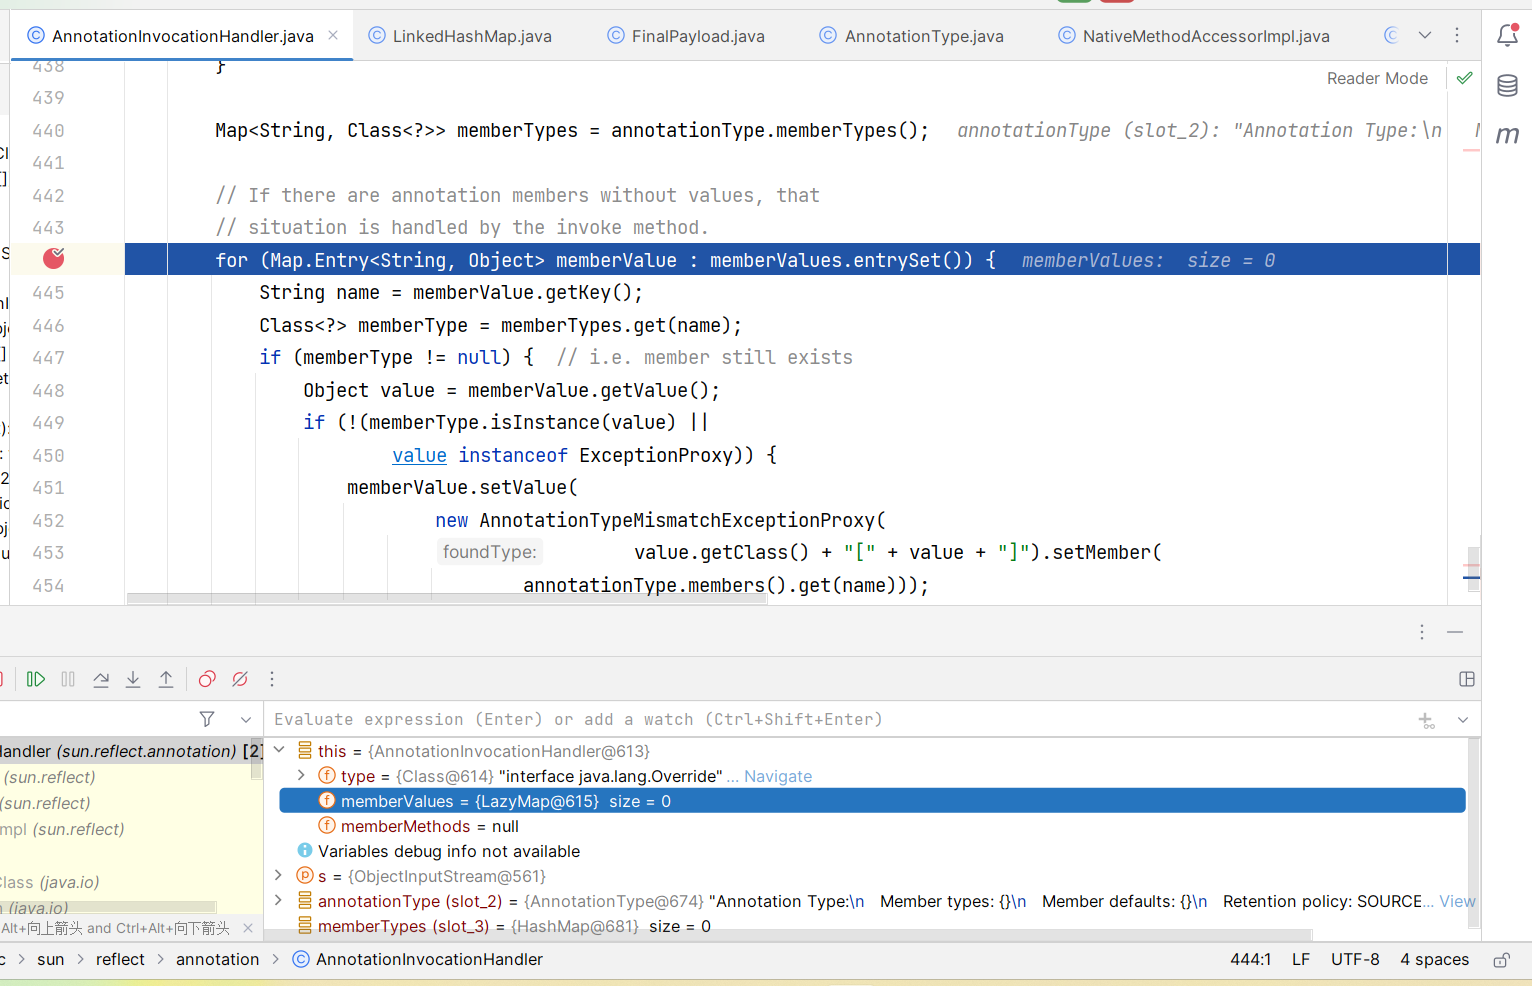 AnnotationInvocationHandler.java LinkedHashMap.java FinalPayload.java AnnotationType.java NativeMethodAccessorImpl.java
438 }
Reader Mode
439
440 Map<String, Class<?>> memberTypes = annotationType.memberTypes(); annotationType (slot_2): "Annotation Type:\n
441
442 // If there are annotation members without values, that
443 // situation is handled by the invoke method.
for (Map.Entry<String, Object> memberValue : memberValues.entrySet()) { memberValues: size = 0
445 String name = memberValue.getKey();
446 Class<?> memberType = memberTypes.get(name);
447 if (memberType != null) { // i.e. member still exists
448 Object value = memberValue.getValue();
449 if (!(memberType.isInstance(value) ||
450 value instanceof ExceptionProxy)) {
451 memberValue.setValue(
452 new AnnotationTypeMismatchExceptionProxy(
453 foundType: value.getClass() + "[" + value + "]").setMember(
454 annotationType.members().get(name)));
Evaluate expression (Enter) or add a watch (Ctrl+Shift+Enter)
Handler (sun.reflect.annotation) [2]
(sun.reflect)
(sun.reflect)
mpl (sun.reflect)
Class (java.io)
(java.io)
Alt+向上箭头 and Ctrl+Alt+向下箭头
this = {AnnotationInvocationHandler@613}
type = {Class@614} "interface java.lang.Override" ... Navigate
memberValues = {LazyMap@615} size = 0
memberMethods = null
Variables debug info not available
s = {ObjectInputStream@561}
annotationType (slot_2) = {AnnotationType@674} "Annotation Type:\n Member types: {}\n Member defaults: {}\n Retention policy: SOURCE... View
memberTypes (slot_3) = {HashMap@681} size = 0
c > sun > reflect > annotation > AnnotationInvocationHandler
444:1 LF UTF-8 4 spaces